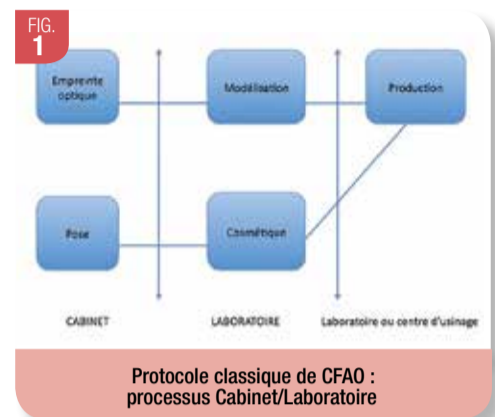 FIG.
1
Empreinte
optique
Modélisation
Production
Pose
Cosmétique
CABINET
LABORATOIRE
Laboratoire ou centre d'usinage
Protocole classique de CFAO :
processus Cabinet/Laboratoire